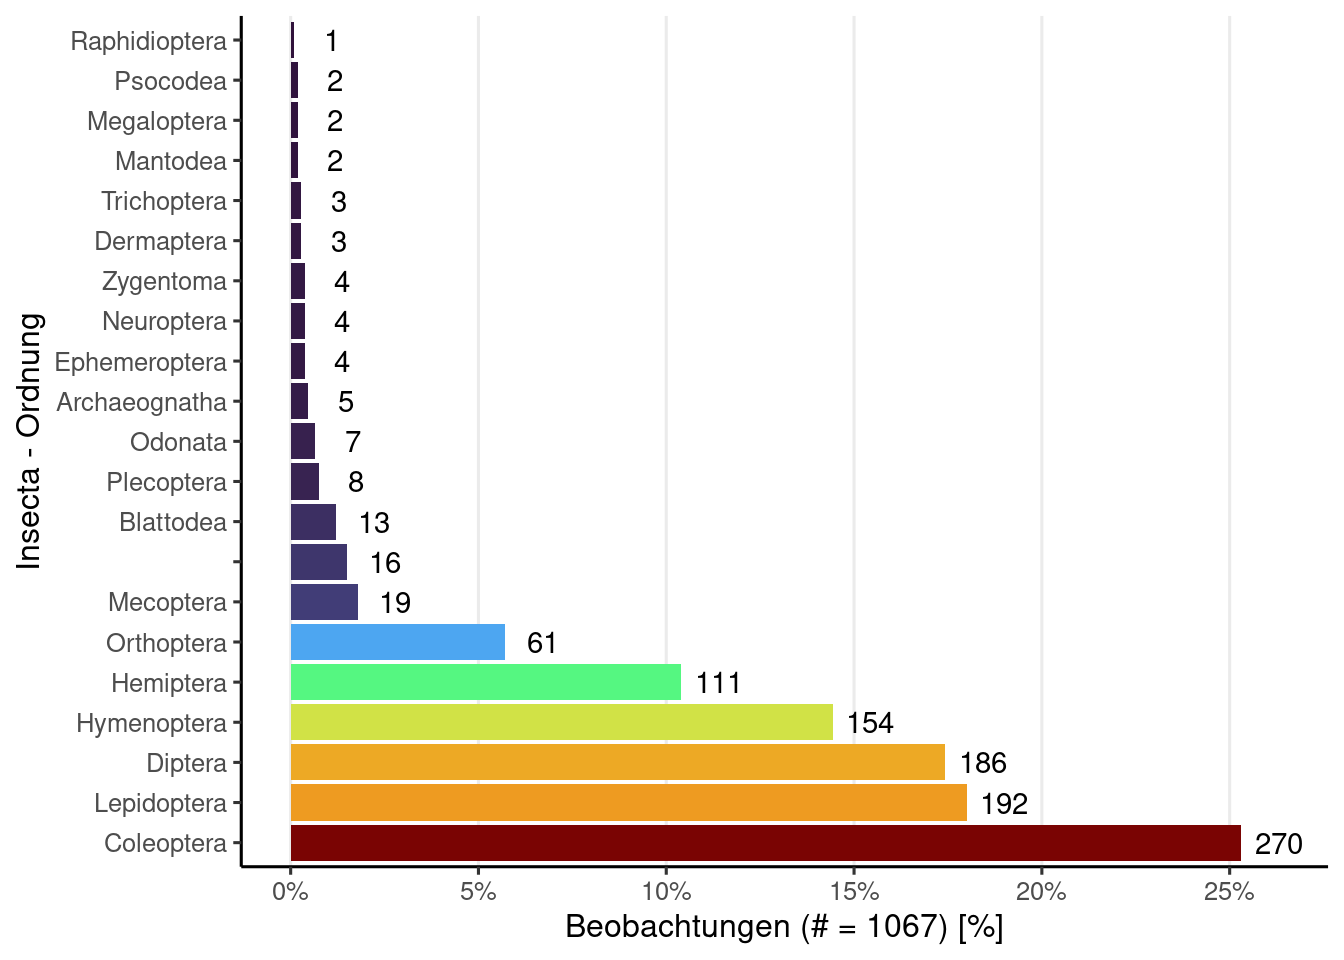 Raphidioptera 1
Psocodea 2
Megaloptera 2
Mantodea 2
Trichoptera 3
Dermaptera 3
Zygentoma 4
Neuroptera 4
Ephemeroptera 4
Archaeognatha 5
Odonata 7
Plecoptera 8
Blattodea 13
16
Mecoptera 19
Orthoptera 61
Hemiptera 111
Hymenoptera 154
Diptera 186
Lepidoptera 192
Coleoptera 270
Insecta - Ordnung
0% 5% 10% 15% 20% 25%
Beobachtungen (# = 1067) [%]